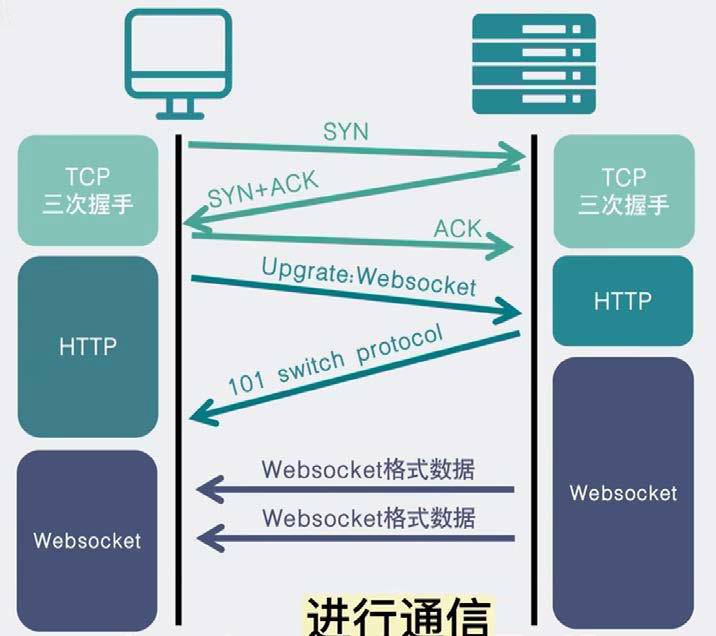 SYN
TCP
三次握手
SYN+ACK
TCP
三次握手
ACK
Upgrate:Websocket
HTTP
HTTP
101 switch protocol
Websocket格式数据
Websocket
Websocket格式数据
Websocket
进行通信